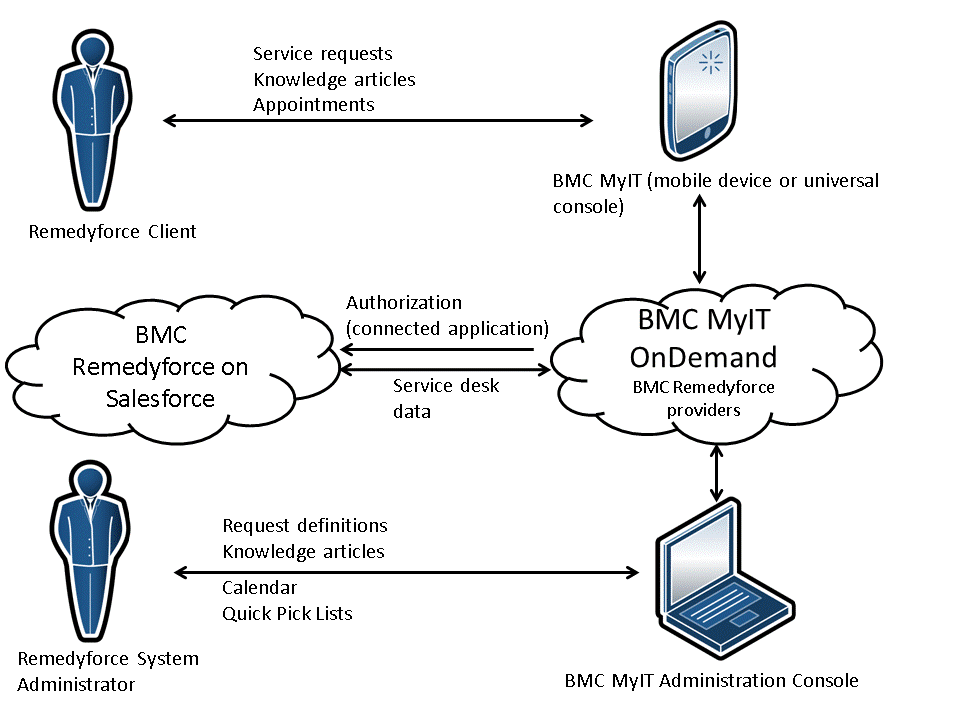 Service requests
Knowledge articles
Appointments
BMC MyIT (mobile device or universal
console)
Remedyforce Client
Authorization
(connected application)
BMC
Remedyforce on
Salesforce
BMC MyIT
OnDemand
BMC Remedyforce
providers
Service desk
data
Request definitions
Knowledge articles
Calendar
Quick Pick Lists
Remedyforce System
Administrator
BMC MyIT Administration Console